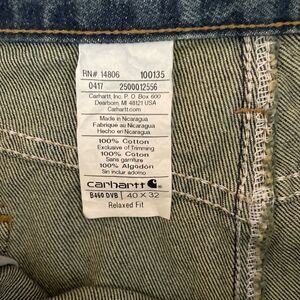 RN# 14806 100135
0417 2500012556
Carhartt, Inc. P. O. Box 600
Dearborn, MI 48121 USA
Carhartt.com
Made in Nicaragua
Fabriqué au Nicaragua
Hecho en Nicaragua
100% Cotton
Exclusive of Trimming
100% Coton
Sans garniture
100% Algodón
Sin incluir adorno
carhartt
B460 DVB 40 X 32
Relaxed Fit